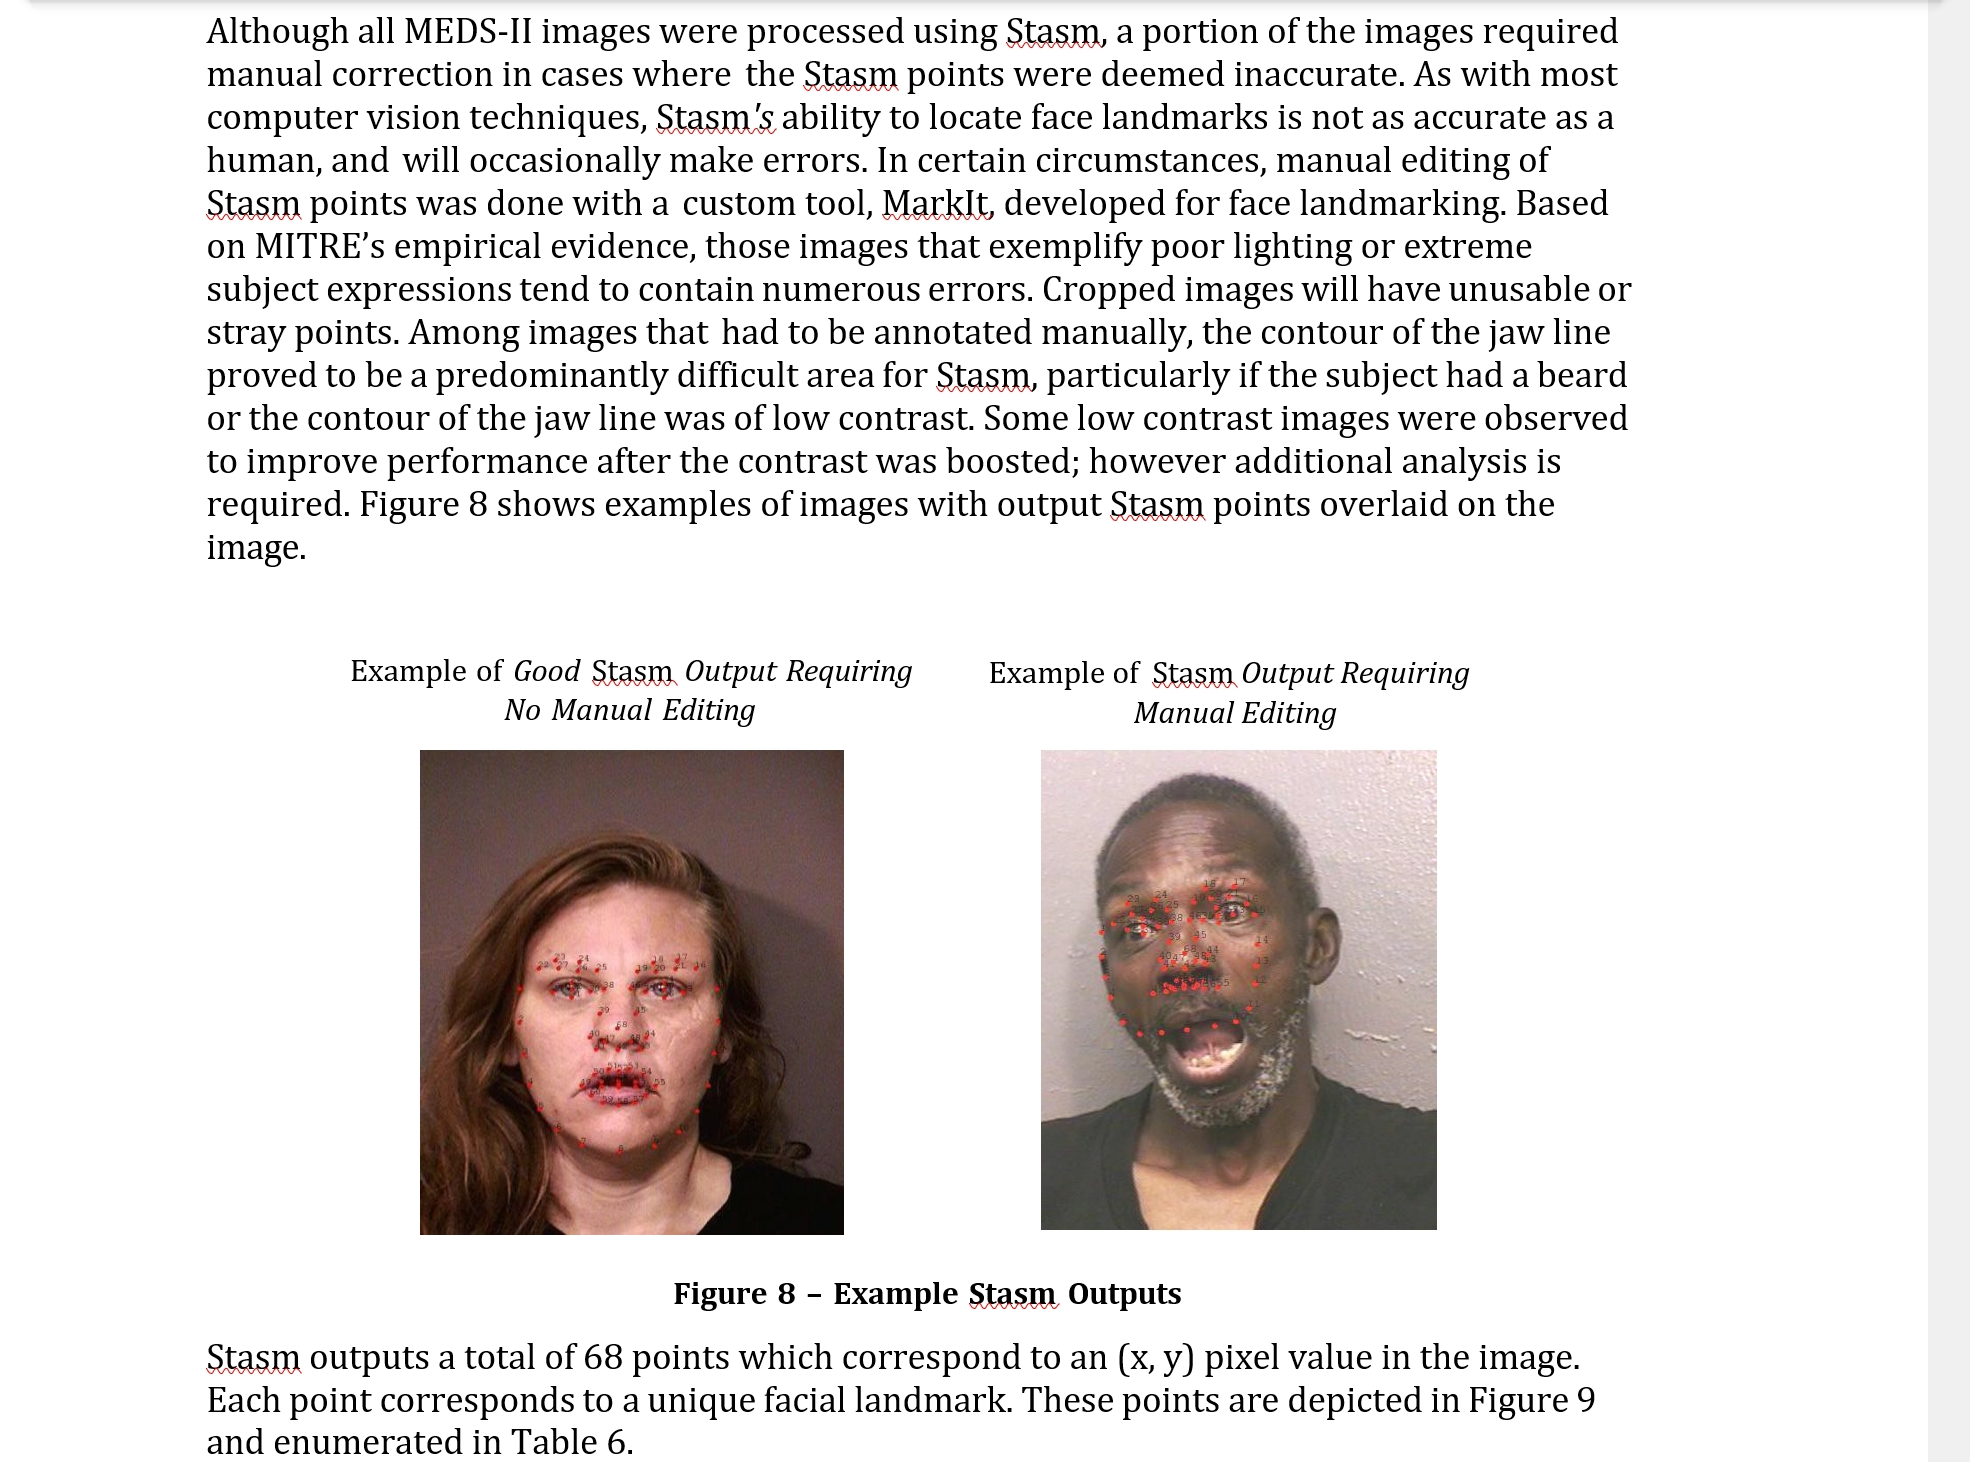 Although all MEDS-II images were processed using Stasm, a portion of the images required
manual correction in cases where the Stasm points were deemed inaccurate. As with most
computer vision techniques, Stasm's ability to locate face landmarks is not as accurate as a
human, and will occasionally make errors. In certain circumstances, manual editing of
Stasm points was done with a custom tool, MarkIt, developed for face landmarking. Based
on MITRE’s empirical evidence, those images that exemplify poor lighting or extreme
subject expressions tend to contain numerous errors. Cropped images will have unusable or
stray points. Among images that had to be annotated manually, the contour of the jaw line
proved to be a predominantly difficult area for Stasm, particularly if the subject had a beard
or the contour of the jaw line was of low contrast. Some low contrast images were observed
to improve performance after the contrast was boosted; however additional analysis is
required. Figure 8 shows examples of images with output Stasm points overlaid on the
image.
Example of Good Stasm Output Requiring
No Manual Editing
Example of Stasm Output Requiring
Manual Editing
Figure 8 – Example Stasm Outputs
Stasm outputs a total of 68 points which correspond to an (x, y) pixel value in the image.
Each point corresponds to a unique facial landmark. These points are depicted in Figure 9
and enumerated in Table 6.